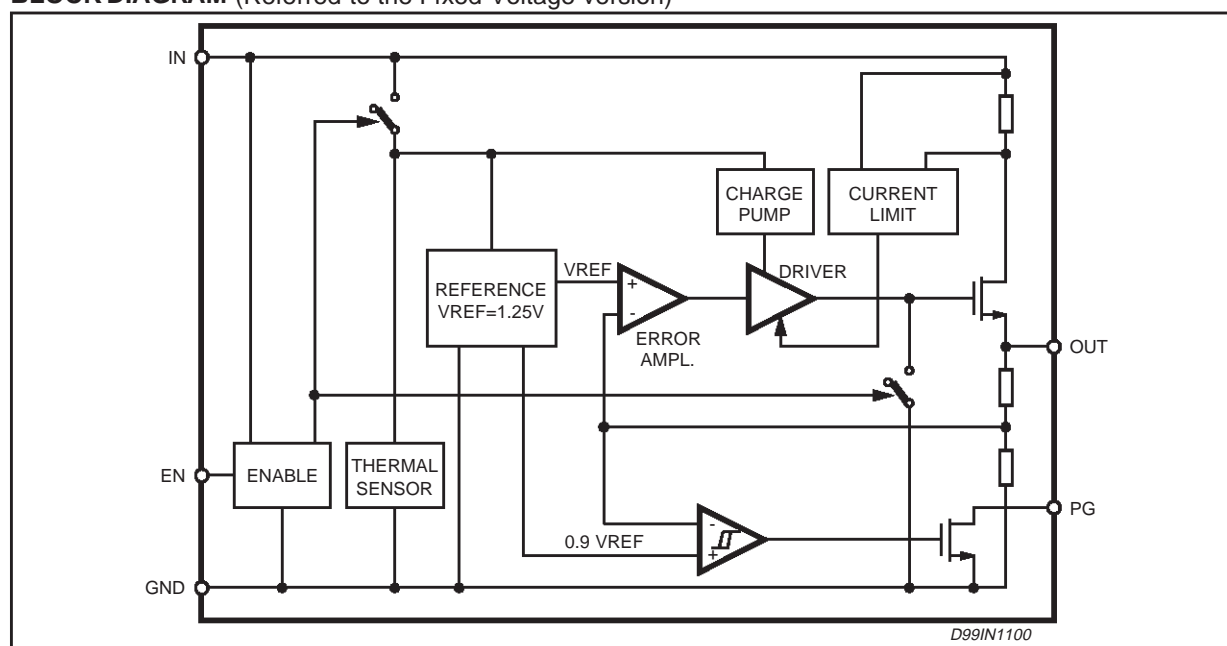 BLOCK DIAGRAM (Referred to the Fixed Voltage Version)
IN
CHARGE
PUMP
CURRENT
LIMIT
VREF
DRIVER
REFERENCE
VREF=1.25V
+
-
ERROR
AMPL.
OUT
EN
ENABLE
THERMAL
SENSOR
PG
-
0.9 VREF
+
GND
D99IN1100